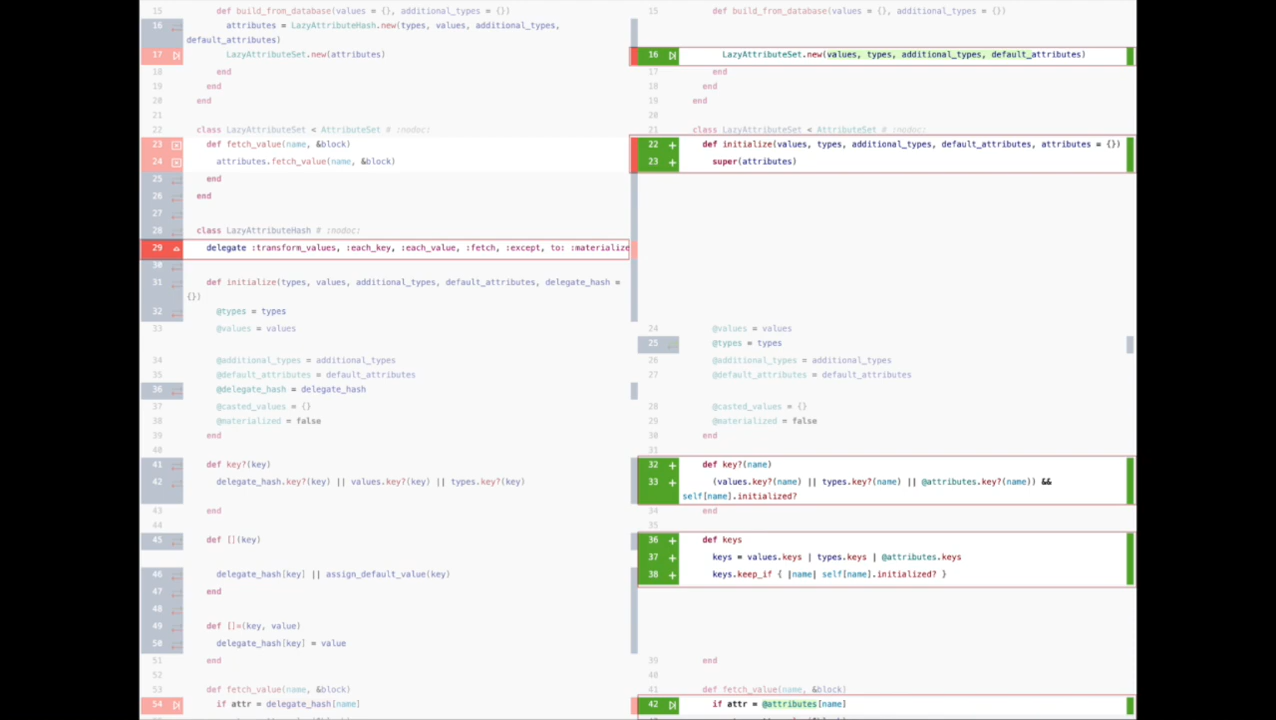 15 def build_from_database(values = {}, additional_types = {})
16 attributes = LazyAttributeHash.new(types, values, additional_types,
default_attributes)
17 LazyAttributeSet.new(attributes)
18 end
19 end
20 end
21
22 class LazyAttributeSet < AttributeSet # :nodoc:
23 def fetch_value(name, &block)
24 attributes.fetch_value(name, &block)
25 end
26 end
27
28 class LazyAttributeHash # :nodoc:
29 delegate :transform_values, :each_key, :each_value, :fetch, :except, to: :materialize
30
31 def initialize(types, values, additional_types, default_attributes, delegate_hash =
{})
32 @types = types
33 @values = values
34 @additional_types = additional_types
35 @default_attributes = default_attributes
36 @delegate_hash = delegate_hash
37 @casted_values = {}
38 @materialized = false
39 end
40
41 def key?(key)
42 delegate_hash.key?(key) || values.key?(key) || types.key?(key)
43 end
44
45 def [](key)
46 delegate_hash[key] || assign_default_value(key)
47 end
48
49 def []=(key, value)
50 delegate_hash[key] = value
51 end
52
53 def fetch_value(name, &block)
54 if attr = delegate_hash[name]
15 def build_from_database(values = {}, additional_types = {})
16 LazyAttributeSet.new(values, types, additional_types, default_attributes)
17 end
18 end
19 end
20
21 class LazyAttributeSet < AttributeSet # :nodoc:
22 + def initialize(values, types, additional_types, default_attributes, attributes = {})
23 + super(attributes)
24 @values = values
25 @types = types
26 @additional_types = additional_types
27 @default_attributes = default_attributes
28 @casted_values = {}
29 @materialized = false
30 end
31
32 + def key?(name)
33 + (values.key?(name) || types.key?(name) || @attributes.key?(name)) &&
self[name].initialized?
34 end
35
36 + def keys
37 + keys = values.keys | types.keys | @attributes.keys
38 + keys.keep_if { |name| self[name].initialized? }
39 end
40
41 def fetch_value(name, &block)
42 if attr = @attributes[name]